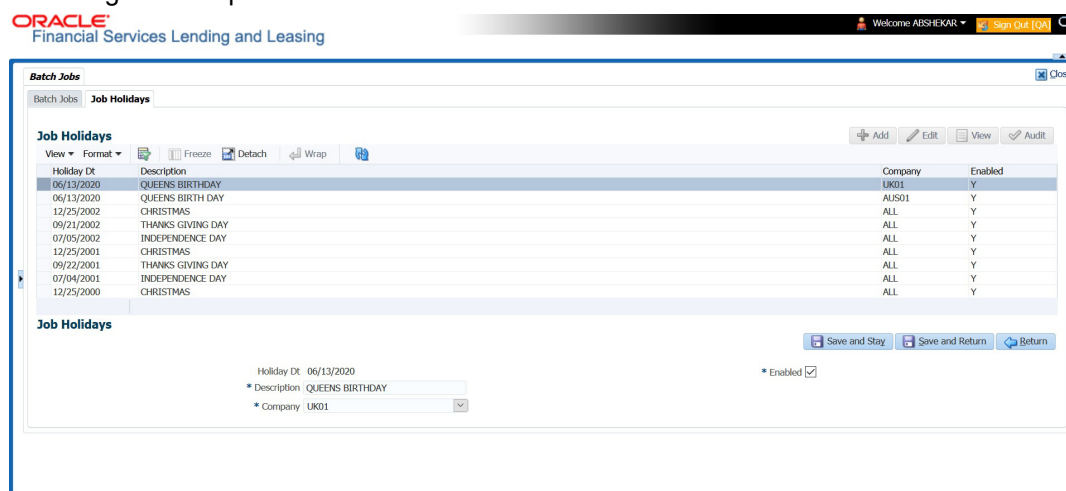 ORACLE
Financial Services Lending and Leasing
Welcome ABSHEKAR
Sign Out [QA]
Batch Jobs
Clos
Batch Jobs Job Holidays
Job Holidays
Add Edit View Audit
View Format Freeze Detach Wrap
Holiday Dt Description Company Enabled
06/13/2020 QUEENS BIRTHDAY UK01 Y
06/13/2020 QUEENS BIRTH DAY AUS01 Y
12/25/2002 CHRISTMAS ALL Y
09/21/2002 THANKS GIVING DAY ALL Y
07/05/2002 INDEPENDENCE DAY ALL Y
12/25/2001 CHRISTMAS ALL Y
09/22/2001 THANKS GIVING DAY ALL Y
07/04/2001 INDEPENDENCE DAY ALL Y
12/25/2000 CHRISTMAS ALL Y
Job Holidays
Save and Stay Save and Return Return
Holiday Dt 06/13/2020 * Enabled
* Description QUEENS BIRTHDAY
* Company UK01